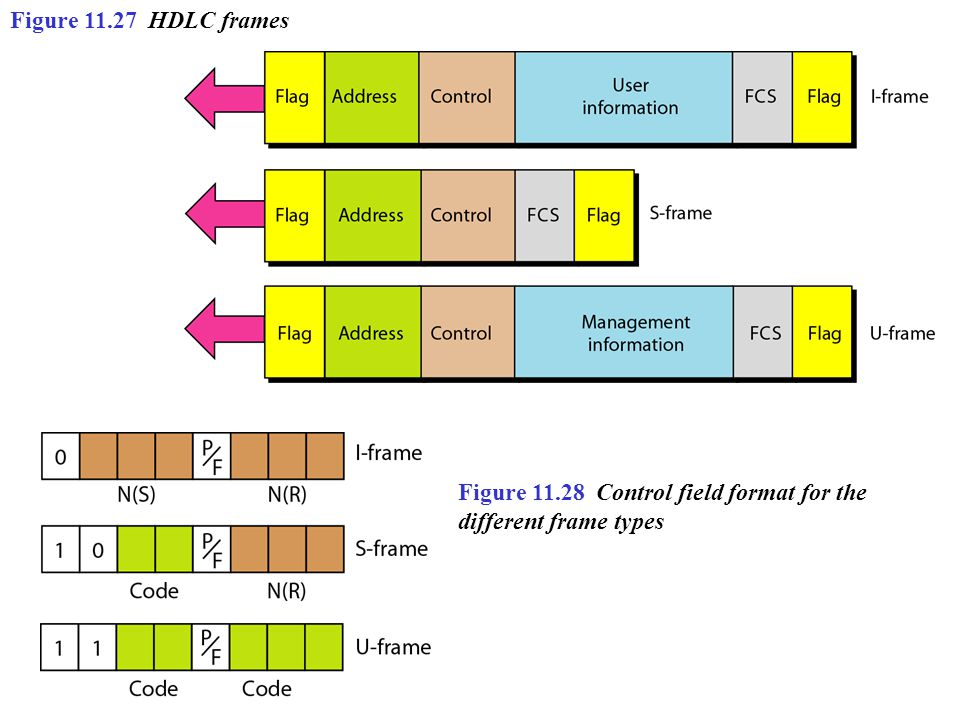 Figure 11.27 HDLC frames
Flag Address Control User information FCS Flag I-frame
Flag Address Control FCS Flag S-frame
Flag Address Control Management information FCS Flag U-frame
0 P/F I-frame
N(S) N(R)
Figure 11.28 Control field format for the
different frame types
1 0 P/F S-frame
Code N(R)
1 1 P/F U-frame
Code Code